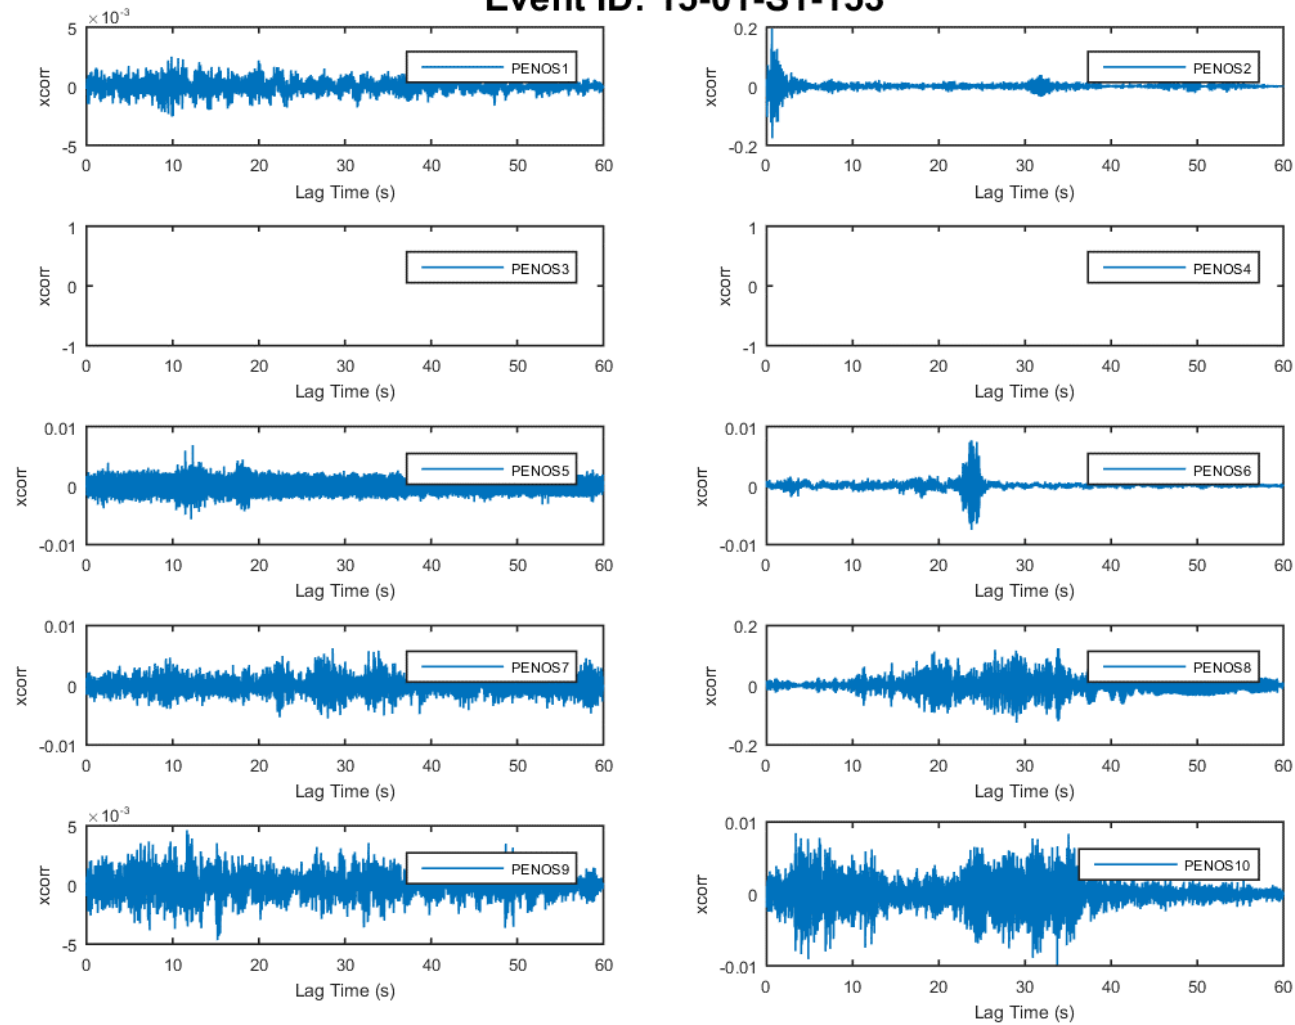 Event ID: 15-01-S1-153
×10⁻³
5
0
-5
xcorr
PENOS1
0 10 20 30 40 50 60
Lag Time (s)
0.2
0
-0.2
xcorr
PENOS2
0 10 20 30 40 50 60
Lag Time (s)
1
0
-1
xcorr
PENOS3
0 10 20 30 40 50 60
Lag Time (s)
1
0
-1
xcorr
PENOS4
0 10 20 30 40 50 60
Lag Time (s)
0.01
0
-0.01
xcorr
PENOS5
0 10 20 30 40 50 60
Lag Time (s)
0.01
0
-0.01
xcorr
PENOS6
0 10 20 30 40 50 60
Lag Time (s)
0.01
0
-0.01
xcorr
PENOS7
0 10 20 30 40 50 60
Lag Time (s)
0.2
0
-0.2
xcorr
PENOS8
0 10 20 30 40 50 60
Lag Time (s)
×10⁻³
5
0
-5
xcorr
PENOS9
0 10 20 30 40 50 60
Lag Time (s)
0.01
0
-0.01
xcorr
PENOS10
0 10 20 30 40 50 60
Lag Time (s)